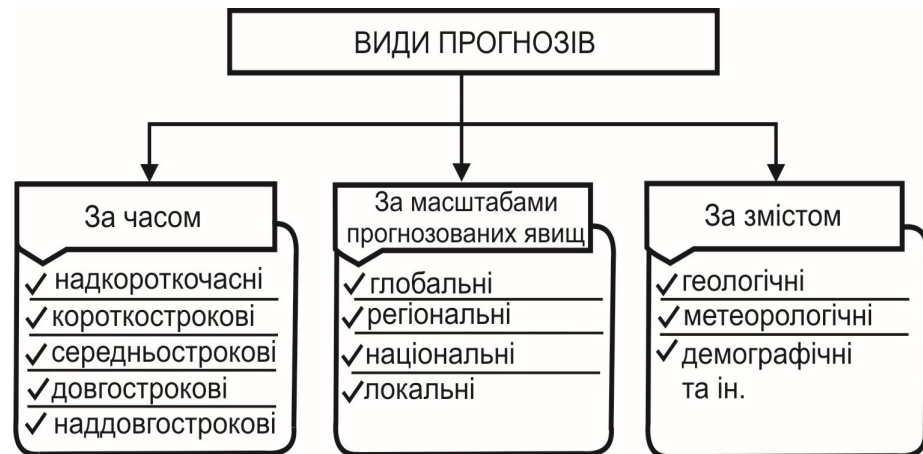 ВИДИ ПРОГНОЗІВ
За часом
надкороткочасні
короткострокові
середньострокові
довгострокові
наддовгострокові
За масштабами
прогнозованих явищ
глобальні
регіональні
національні
локальні
За змістом
геологічні
метеорологічні
демографічні
та ін.